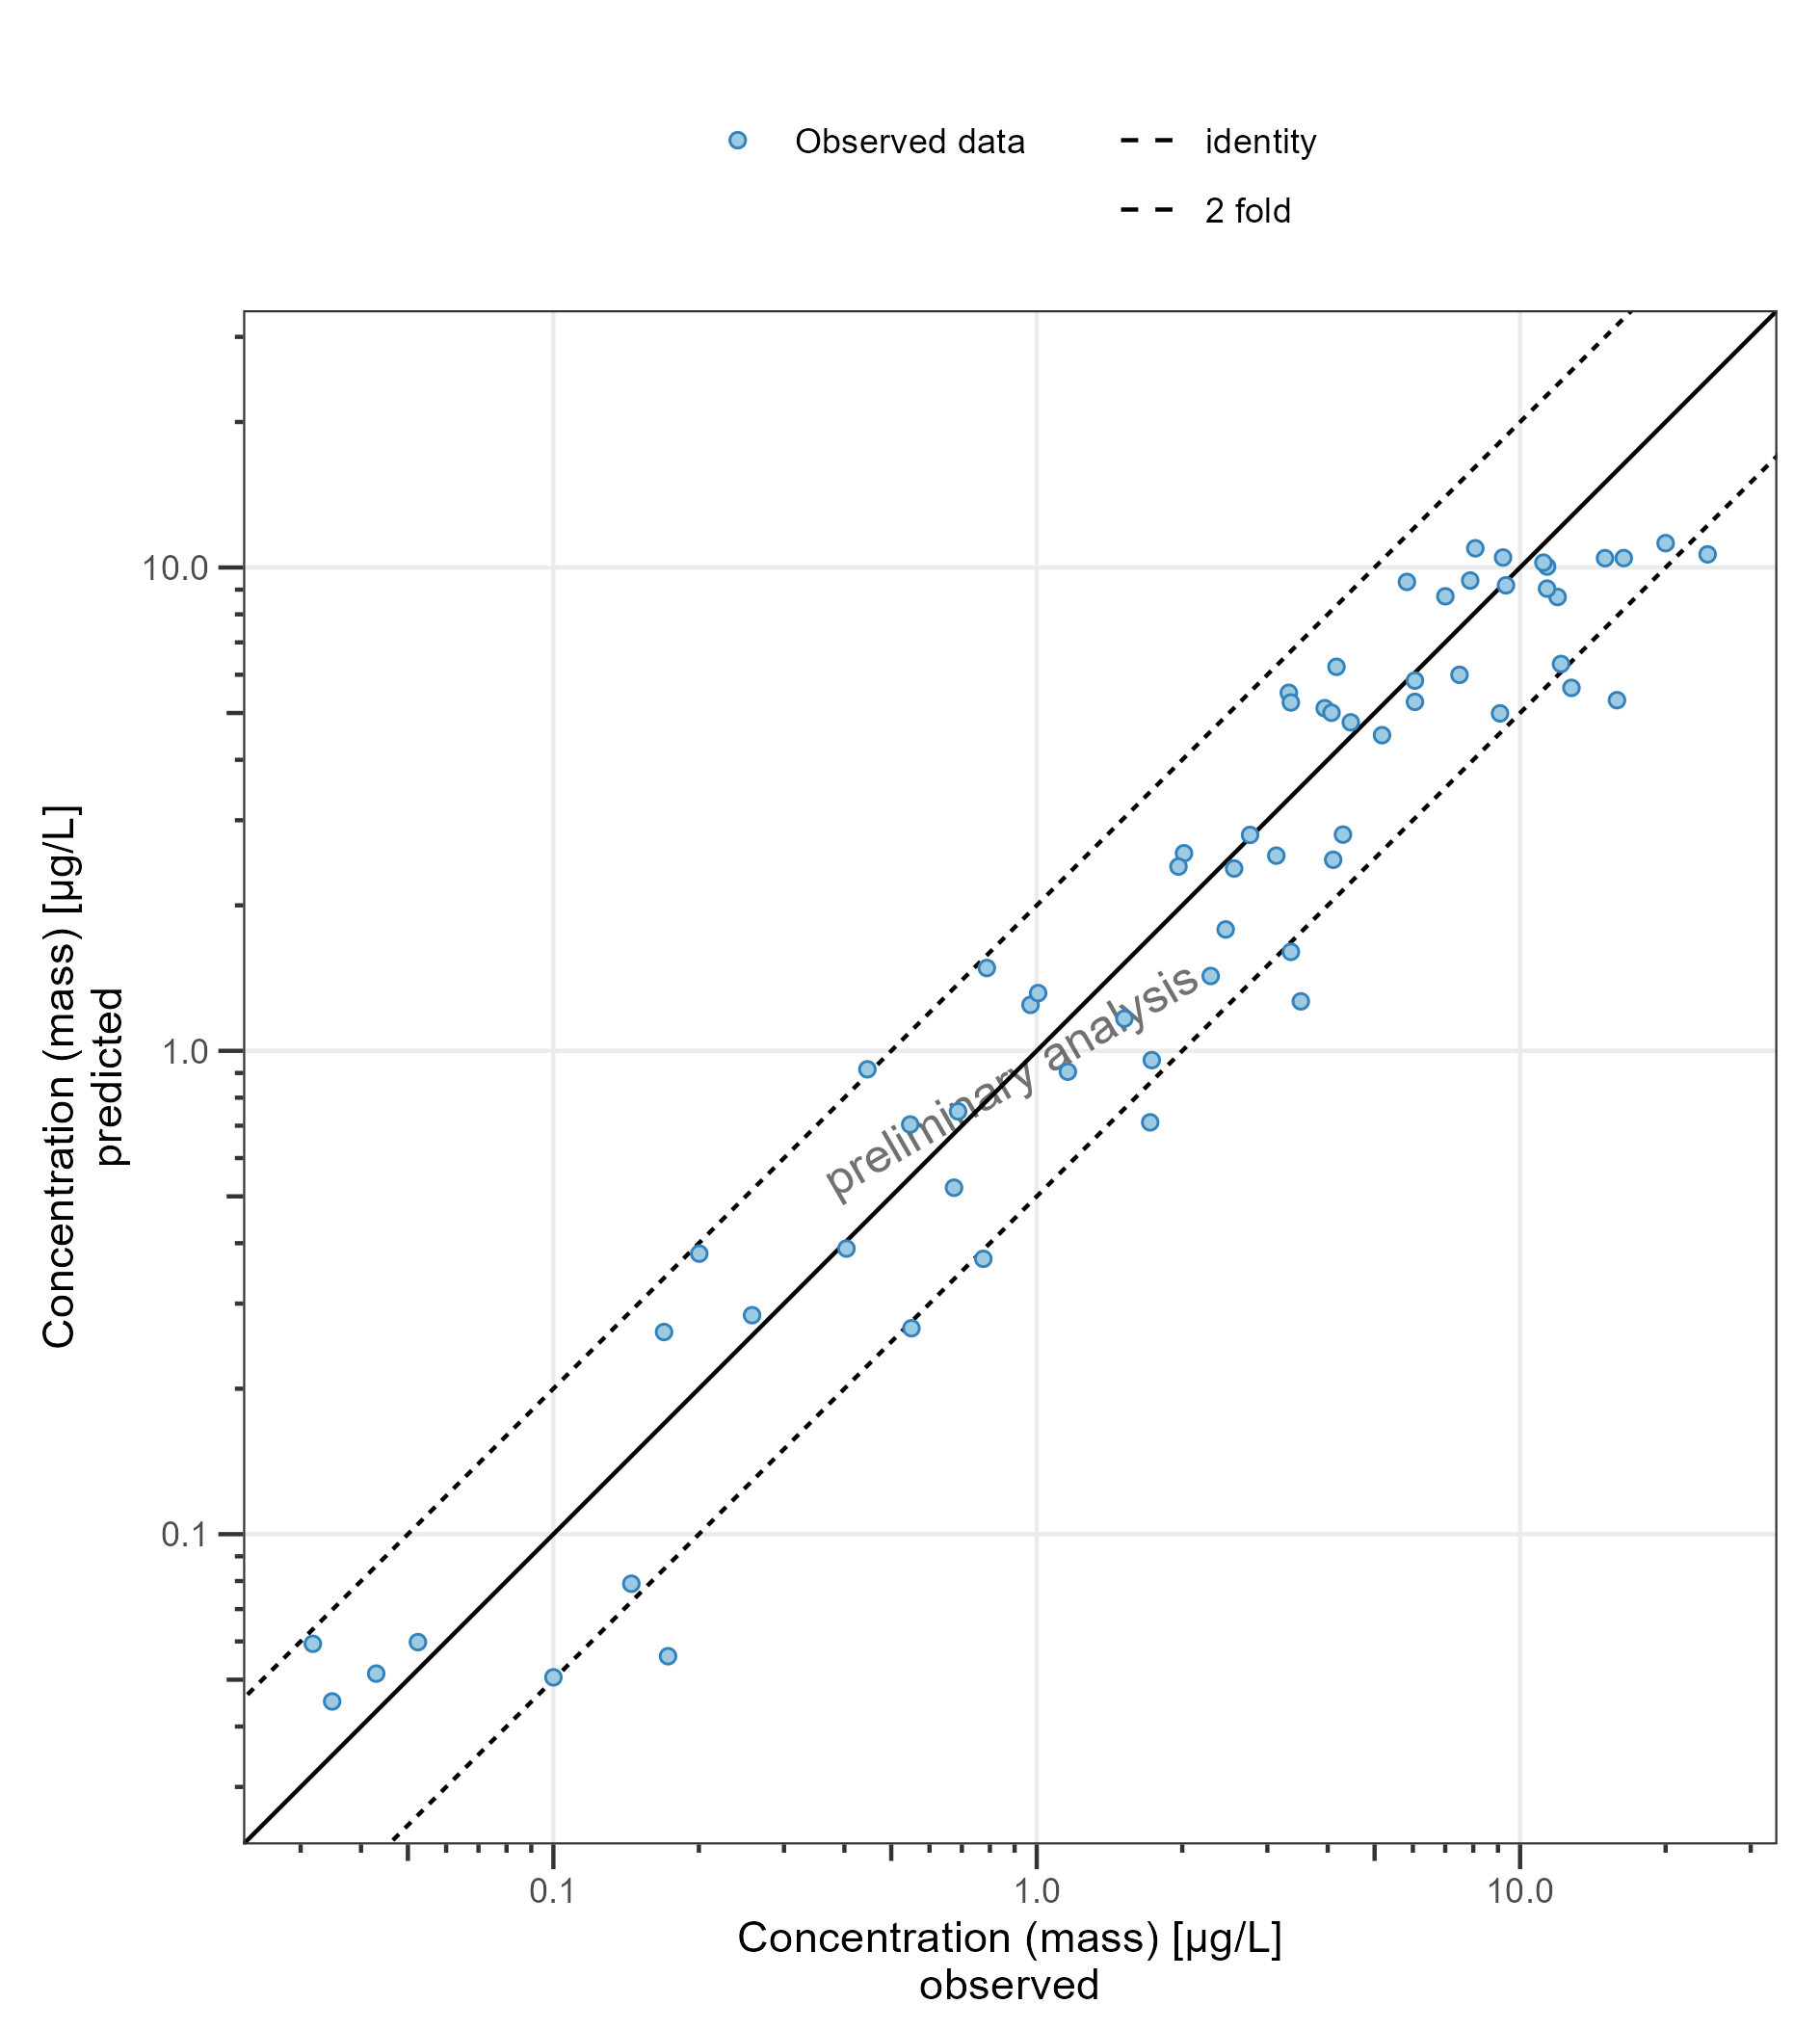 Observed data
identity
2 fold
Concentration (mass) [µg/L]
predicted
10.0
1.0
0.1
preliminary analysis
0.1
1.0
10.0
Concentration (mass) [µg/L]
observed